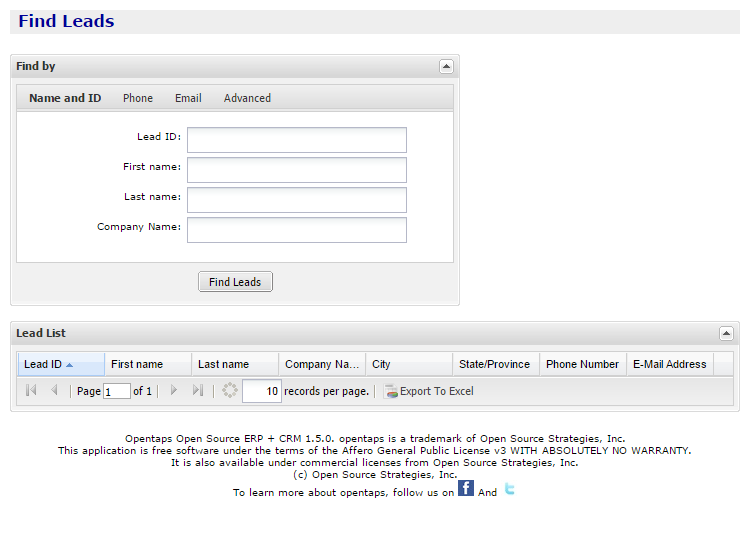 Find Leads
Find by
Name and ID Phone Email Advanced
Lead ID:
First name:
Last name:
Company Name:
Find Leads
Lead List
Lead ID First name Last name Company Na... City State/Province Phone Number E-Mail Address
Page 1 of 1 10 records per page. Export To Excel
Opentaps Open Source ERP + CRM 1.5.0. opentaps is a trademark of Open Source Strategies, Inc.
This application is free software under the terms of the Affero General Public License v3 WITH ABSOLUTELY NO WARRANTY.
It is also available under commercial licenses from Open Source Strategies, Inc.
(c) Open Source Strategies, Inc.
To learn more about opentaps, follow us on f And t